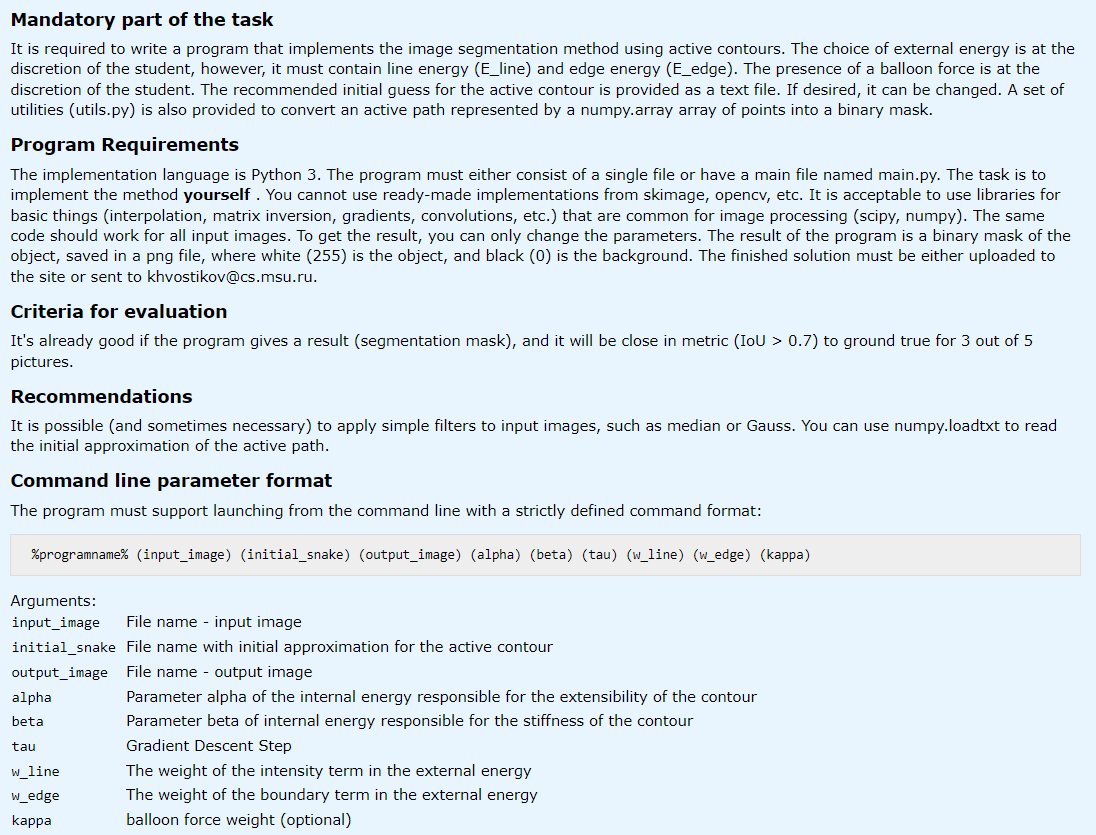 Mandatory part of the task
It is required to write a program that implements the image segmentation method using active contours. The choice of external energy is at the
discretion of the student, however, it must contain line energy (E_line) and edge energy (E_edge). The presence of a balloon force is at the
discretion of the student. The recommended initial guess for the active contour is provided as a text file. If desired, it can be changed. A set of
utilities (utils.py) is also provided to convert an active path represented by a numpy.array array of points into a binary mask.
Program Requirements
The implementation language is Python 3. The program must either consist of a single file or have a main file named main.py. The task is to
implement the method yourself . You cannot use ready-made implementations from skimage, opencv, etc. It is acceptable to use libraries for
basic things (interpolation, matrix inversion, gradients, convolutions, etc.) that are common for image processing (scipy, numpy). The same
code should work for all input images. To get the result, you can only change the parameters. The result of the program is a binary mask of the
object, saved in a png file, where white (255) is the object, and black (0) is the background. The finished solution must be either uploaded to
the site or sent to khvostikov@cs.msu.ru.
Criteria for evaluation
It's already good if the program gives a result (segmentation mask), and it will be close in metric (IoU > 0.7) to ground true for 3 out of 5
pictures.
Recommendations
It is possible (and sometimes necessary) to apply simple filters to input images, such as median or Gauss. You can use numpy.loadtxt to read
the initial approximation of the active path.
Command line parameter format
The program must support launching from the command line with a strictly defined command format:
%programname% (input_image) (initial_snake) (output_image) (alpha) (beta) (tau) (w_line) (w_edge) (kappa)
Arguments:
input_image File name - input image
initial_snake File name with initial approximation for the active contour
output_image File name - output image
alpha Parameter alpha of the internal energy responsible for the extensibility of the contour
beta Parameter beta of internal energy responsible for the stiffness of the contour
tau Gradient Descent Step
w_line The weight of the intensity term in the external energy
w_edge The weight of the boundary term in the external energy
kappa balloon force weight (optional)